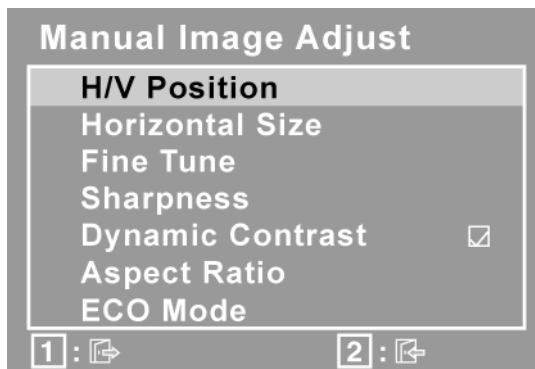 Manual Image Adjust
H/V Position
Horizontal Size
Fine Tune
Sharpness
Dynamic Contrast
Aspect Ratio
ECO Mode
1 : 2 :